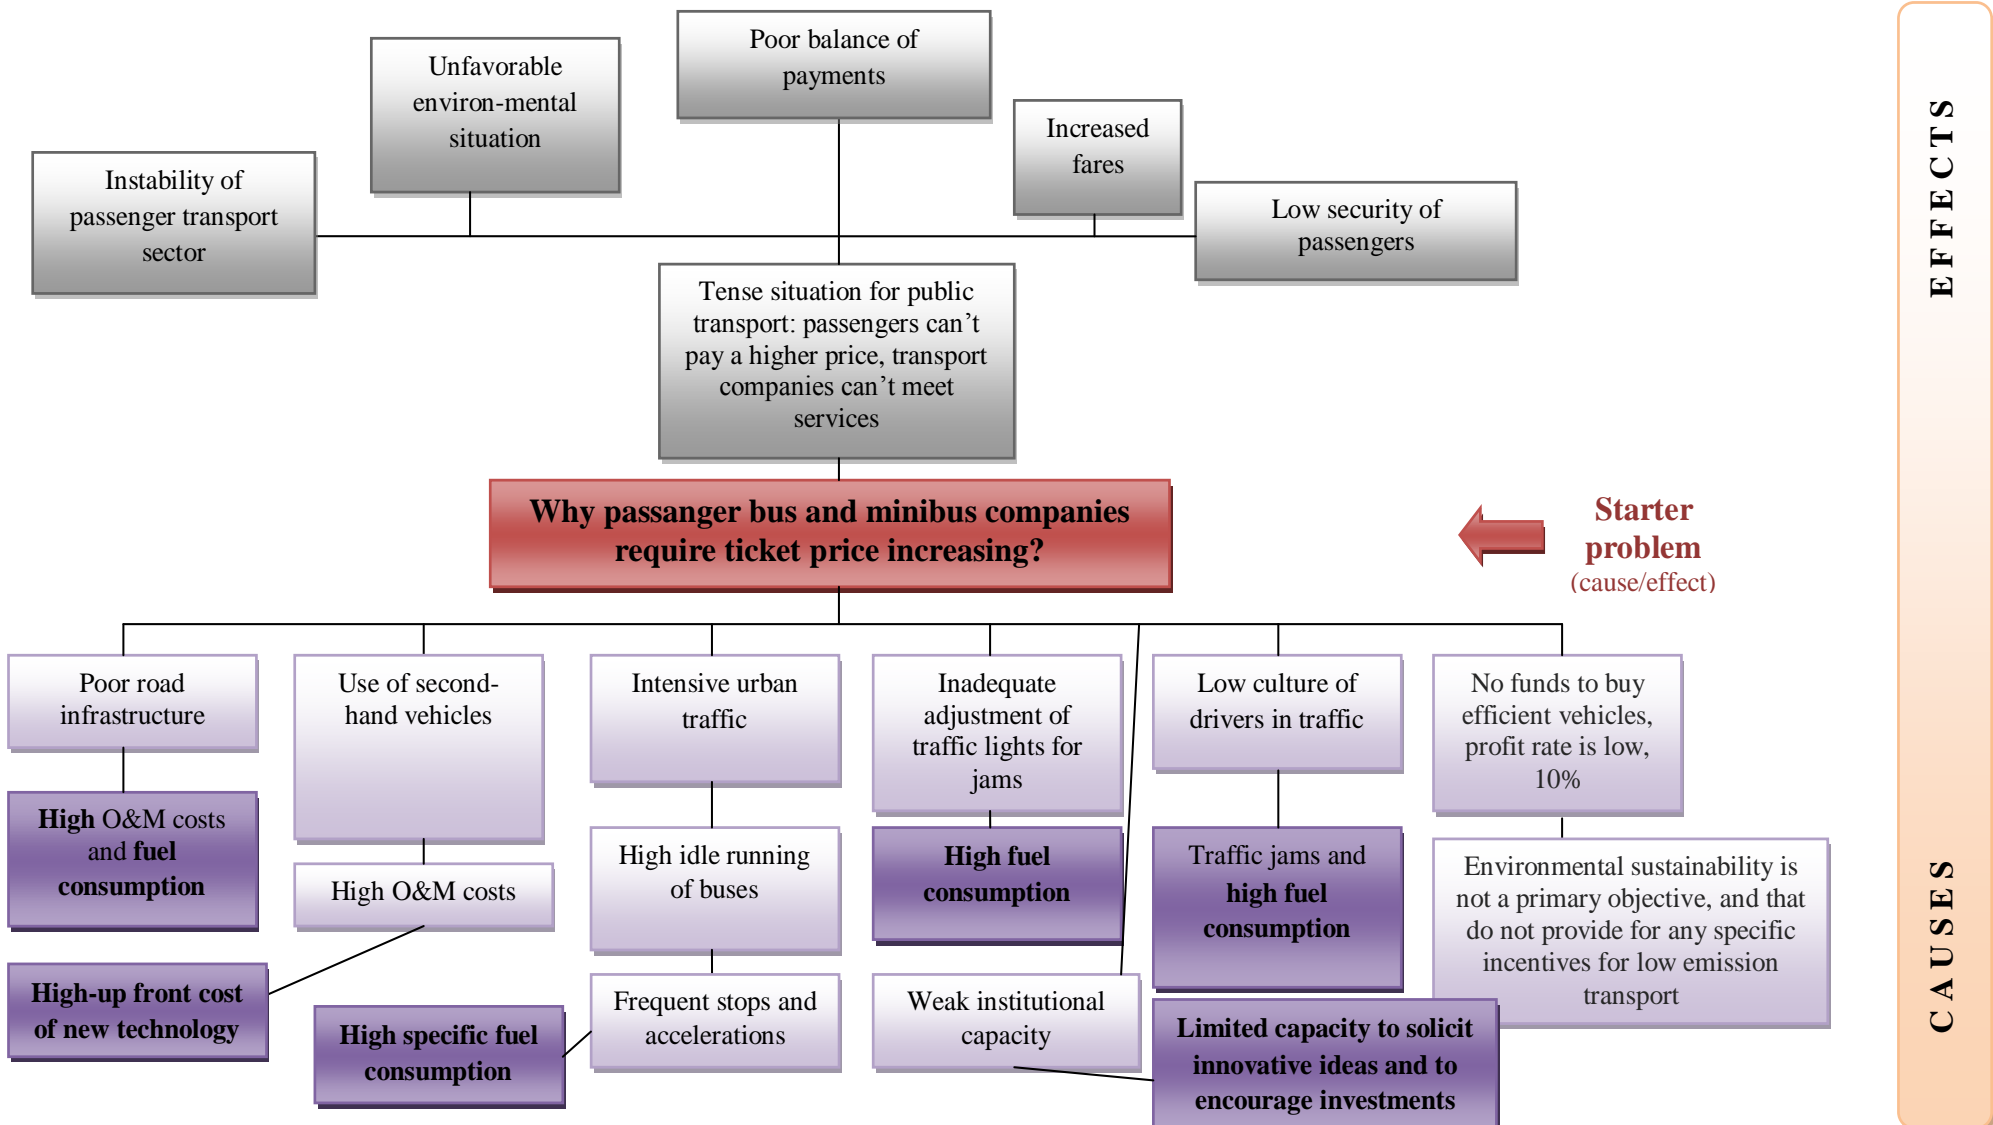 Poor balance of
payments
Unfavorable
environ-mental
situation
Increased
fares
Instability of
passenger transport
sector
Low security of
passengers
EFFECTS
Tense situation for public
transport: passengers can’t
pay a higher price, transport
companies can’t meet
services
Why passanger bus and minibus companies
require ticket price increasing?
Starter
problem
(cause/effect)
Poor road
infrastructure
Use of second-
hand vehicles
Intensive urban
traffic
Inadequate
adjustment of
traffic lights for
jams
Low culture of
drivers in traffic
No funds to buy
efficient vehicles,
profit rate is low,
10%
High O&M costs
and fuel
consumption
High O&M costs
High idle running
of buses
High fuel
consumption
Traffic jams and
high fuel
consumption
Environmental sustainability is
not a primary objective, and that
do not provide for any specific
incentives for low emission
transport
CAUSES
High-up front cost
of new technology
High specific fuel
consumption
Frequent stops and
accelerations
Weak institutional
capacity
Limited capacity to solicit
innovative ideas and to
encourage investments